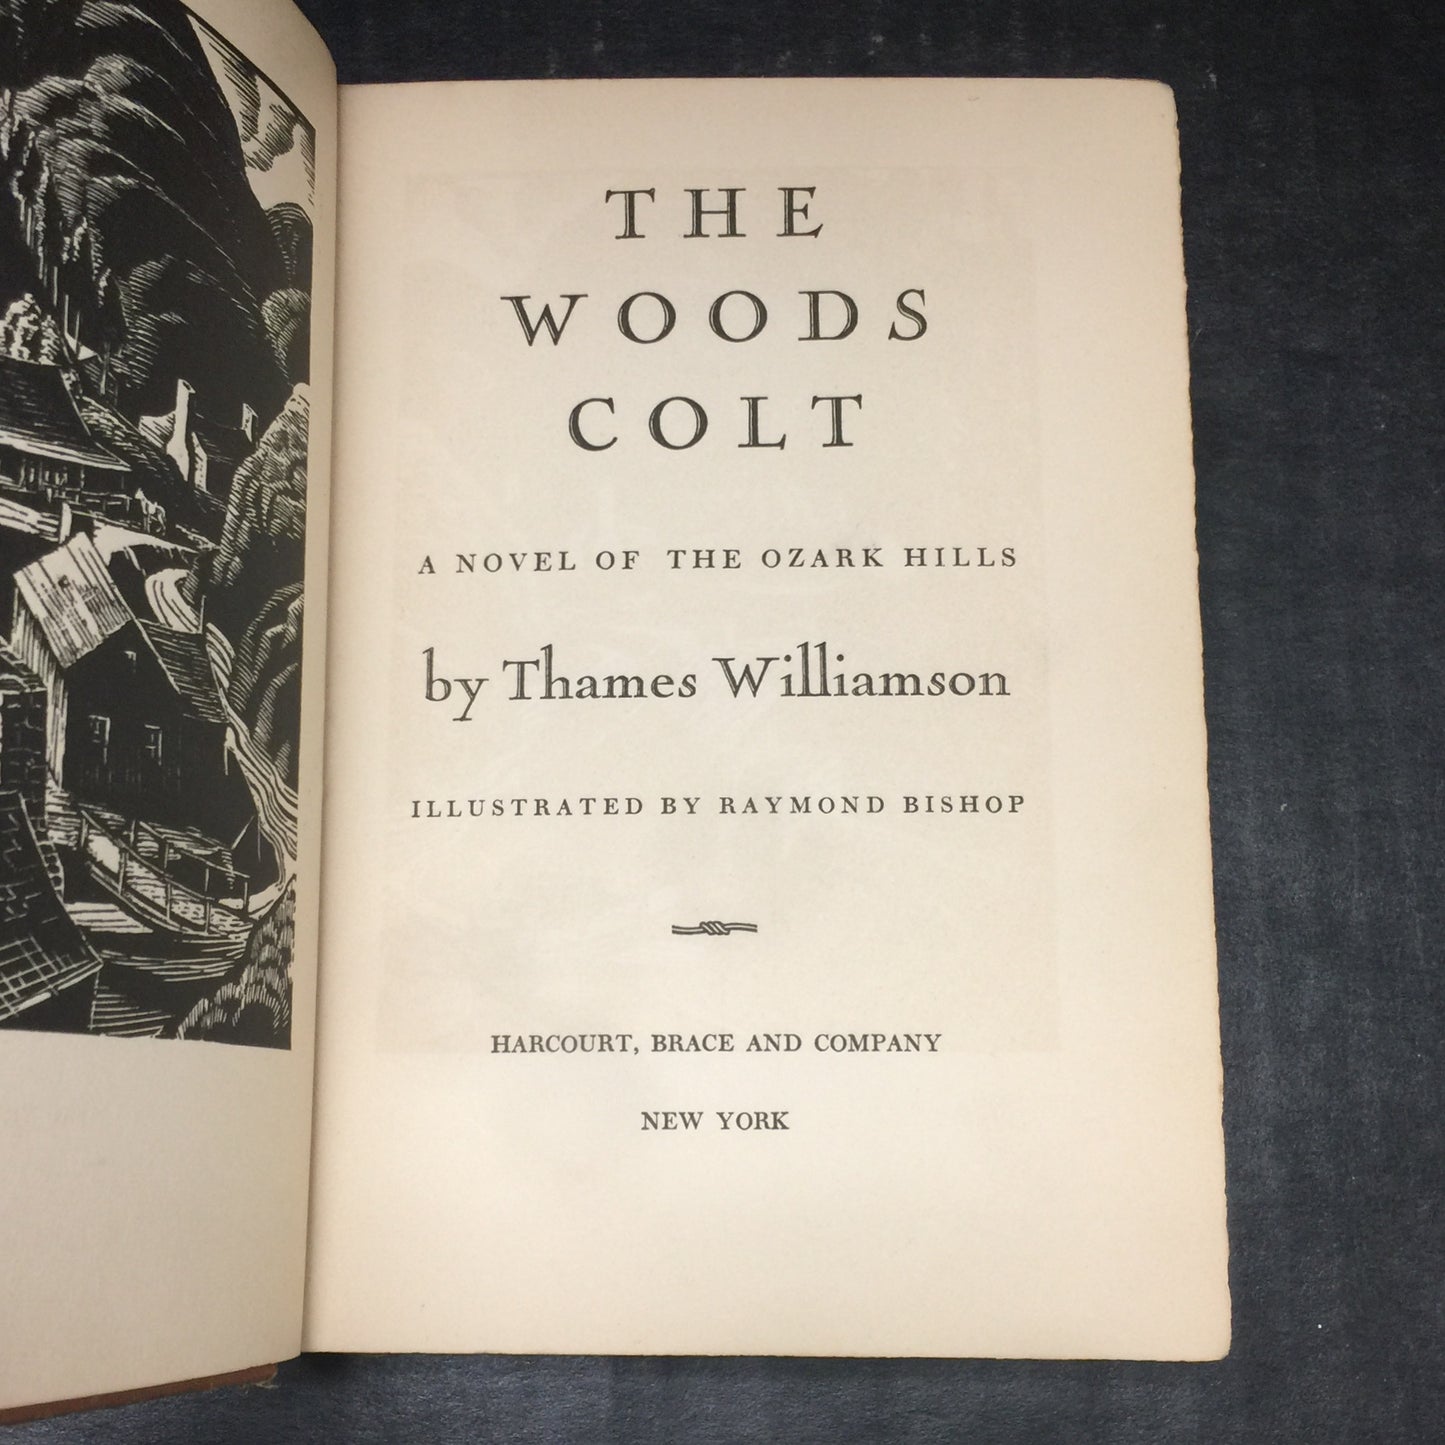 THE
WOODS
COLT
A NOVEL OF THE OZARK HILLS
by Thames Williamson
ILLUSTRATED BY RAYMOND BISHOP
HARCOURT, BRACE AND COMPANY
NEW YORK